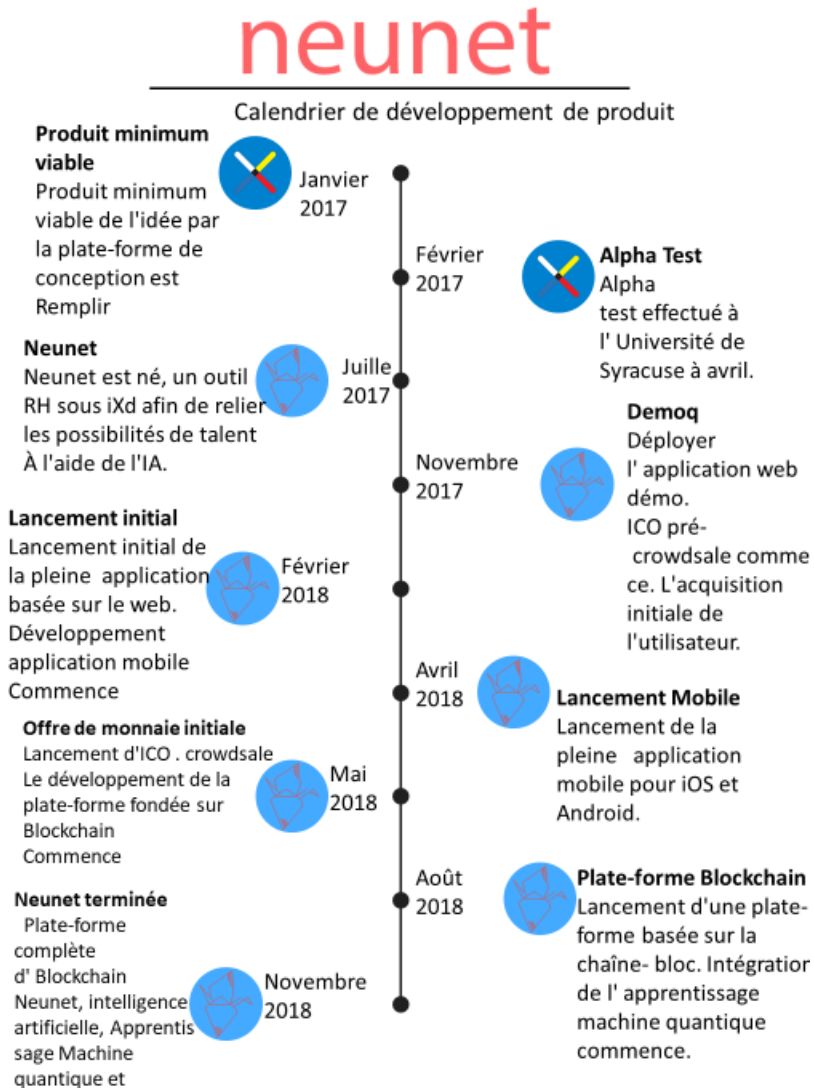 neunet
Calendrier de développement de produit
Produit minimum
viable
Produit minimum
viable de l'idée par
la plate-forme de
conception est
Remplir
Janvier
2017
Février
2017
Alpha Test
Alpha
test effectué à
l' Université de
Syracuse à avril.
Neunet
Neunet est né, un outil
RH sous iXd afin de relier
les possibilités de talent
À l'aide de l'IA.
Juille
2017
Novembre
2017
Demoq
Déployer
l' application web
démo.
ICO pré-
crowdsale comme
ce. L'acquisition
initiale de
l'utilisateur.
Lancement initial
Lancement initial de
la pleine application
basée sur le web.
Développement
application mobile
Commence
Février
2018
Avril
2018
Lancement Mobile
Lancement de la
pleine application
mobile pour iOS et
Android.
Offre de monnaie initiale
Lancement d'ICO . crowdsale
Le développement de la
plate-forme fondée sur
Blockchain
Commence
Mai
2018
Août
2018
Plate-forme Blockchain
Lancement d'une plate-
forme basée sur la
chaîne- bloc. Intégration
de l' apprentissage
machine quantique
commence.
Neunet terminée
Plate-forme
complète
d' Blockchain
Neunet, intelligence
artificielle, Apprentis
sage Machine
quantique et
Novembre
2018